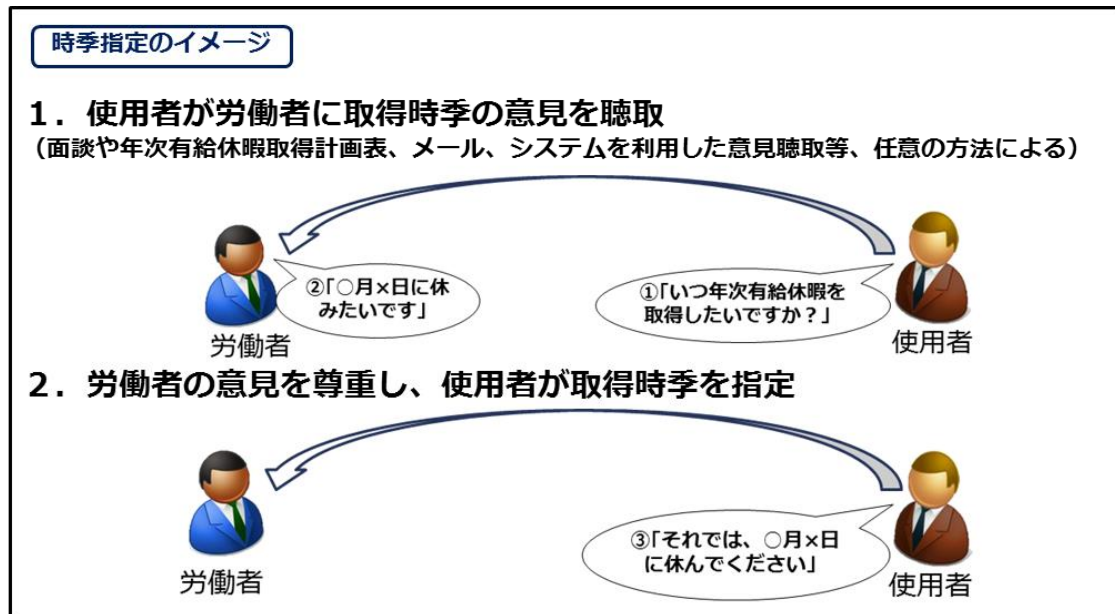 時季指定のイメージ
１．使用者が労働者に取得時季の意見を聴取
（面談や年次有給休暇取得計画表、メール、システムを利用した意見聴取等、任意の方法による）
②「○月×日に休
みたいです」
①「いつ年次有給休暇を
取得したいですか？」
労働者
使用者
２．労働者の意見を尊重し、使用者が取得時季を指定
③「それでは、○月×日
に休んでください」
労働者
使用者